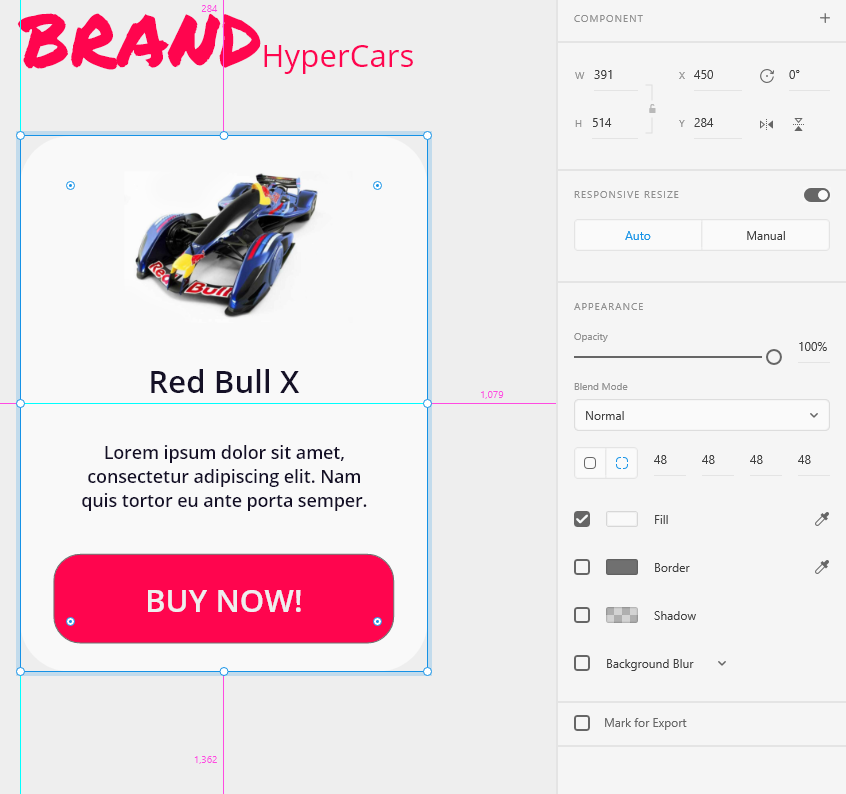 284
BRAND HyperCars
Red Bull
Red Bull X
1,079
Lorem ipsum dolor sit amet,
consectetur adipiscing elit. Nam
quis tortor eu ante porta semper.
BUY NOW!
1,362
COMPONENT +
W 391 X 450 0°
H 514 Y 284
RESPONSIVE RESIZE
Auto Manual
APPEARANCE
Opacity
100%
Blend Mode
Normal
48 48 48 48
Fill
Border
Shadow
Background Blur
Mark for Export